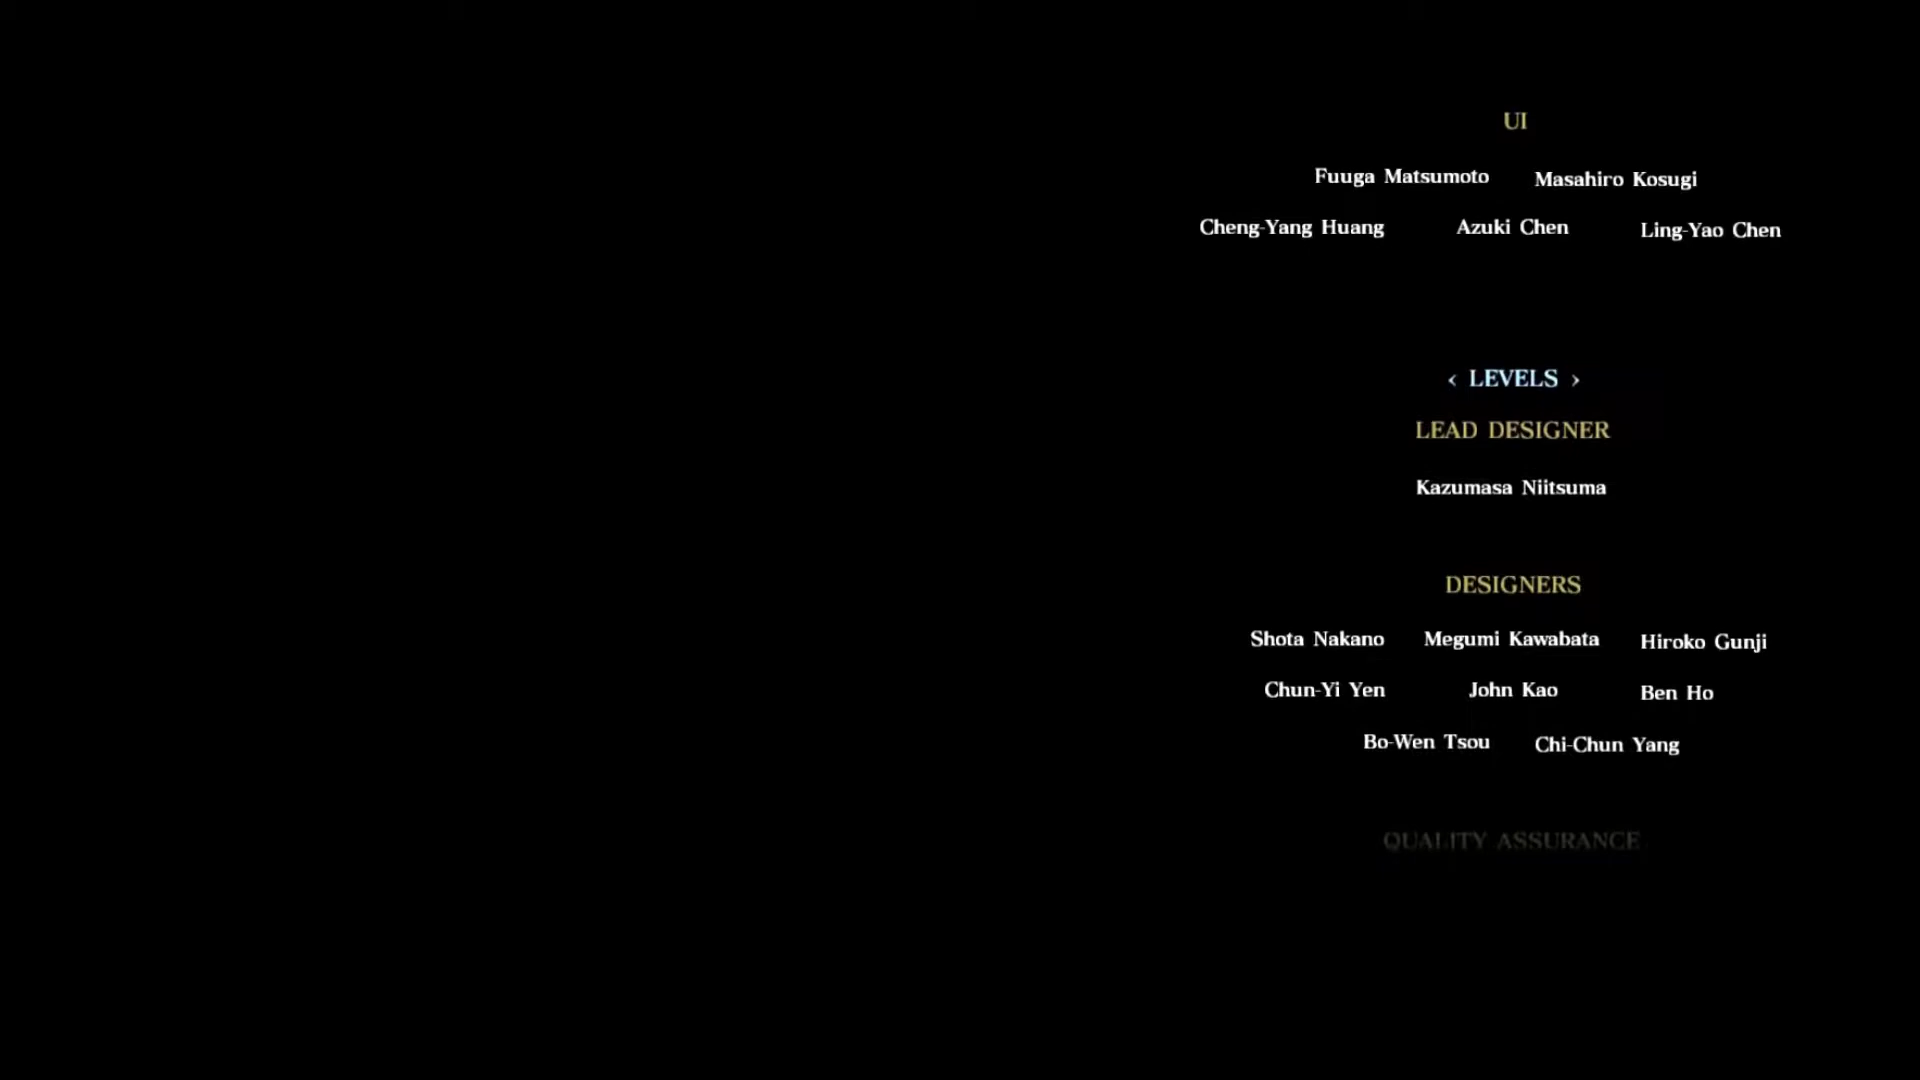 UI
Fuuga Matsumoto Masahiro Kosugi
Cheng-Yang Huang Azuki Chen Ling-Yao Chen
‹ LEVELS ›
LEAD DESIGNER
Kazumasa Niitsuma
DESIGNERS
Shota Nakano Megumi Kawabata Hiroko Gunji
Chun-Yi Yen John Kao Ben Ho
Bo-Wen Tsou Chi-Chun Yang
QUALITY ASSURANCE